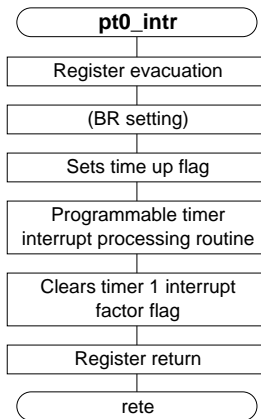 pt0_intr
Register evacuation
(BR setting)
Sets time up flag
Programmable timer
interrupt processing routine
Clears timer 1 interrupt
factor flag
Register return
rete